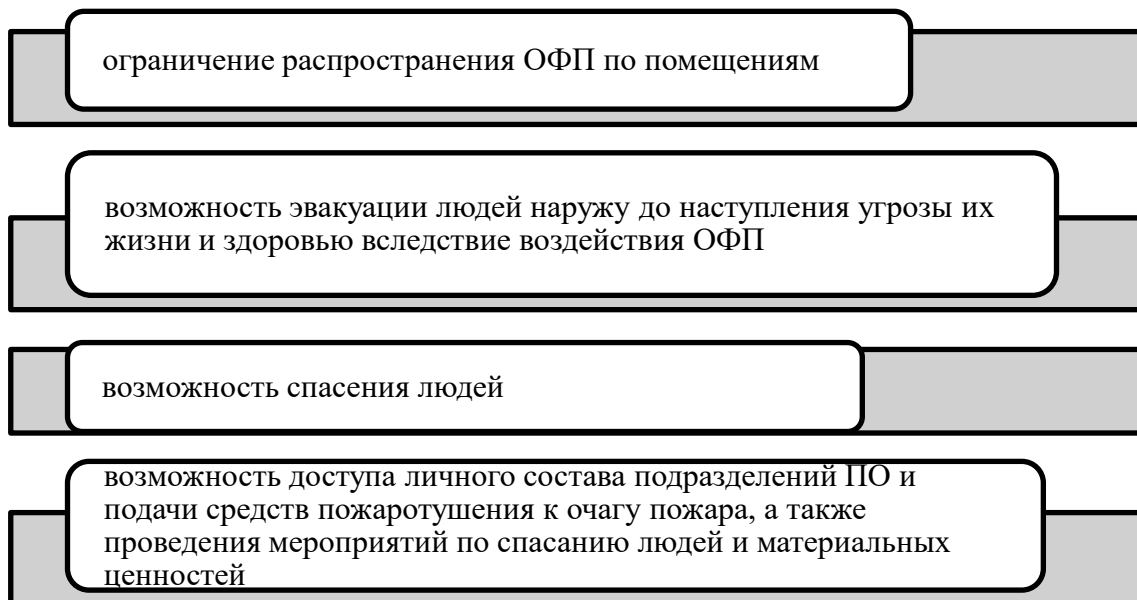 ограничение распространения ОФП по помещениям
возможность эвакуации людей наружу до наступления угрозы их
жизни и здоровью вследствие воздействия ОФП
возможность спасения людей
возможность доступа личного состава подразделений ПО и
подачи средств пожаротушения к очагу пожара, а также
проведения мероприятий по спасанию людей и материальных
ценностей